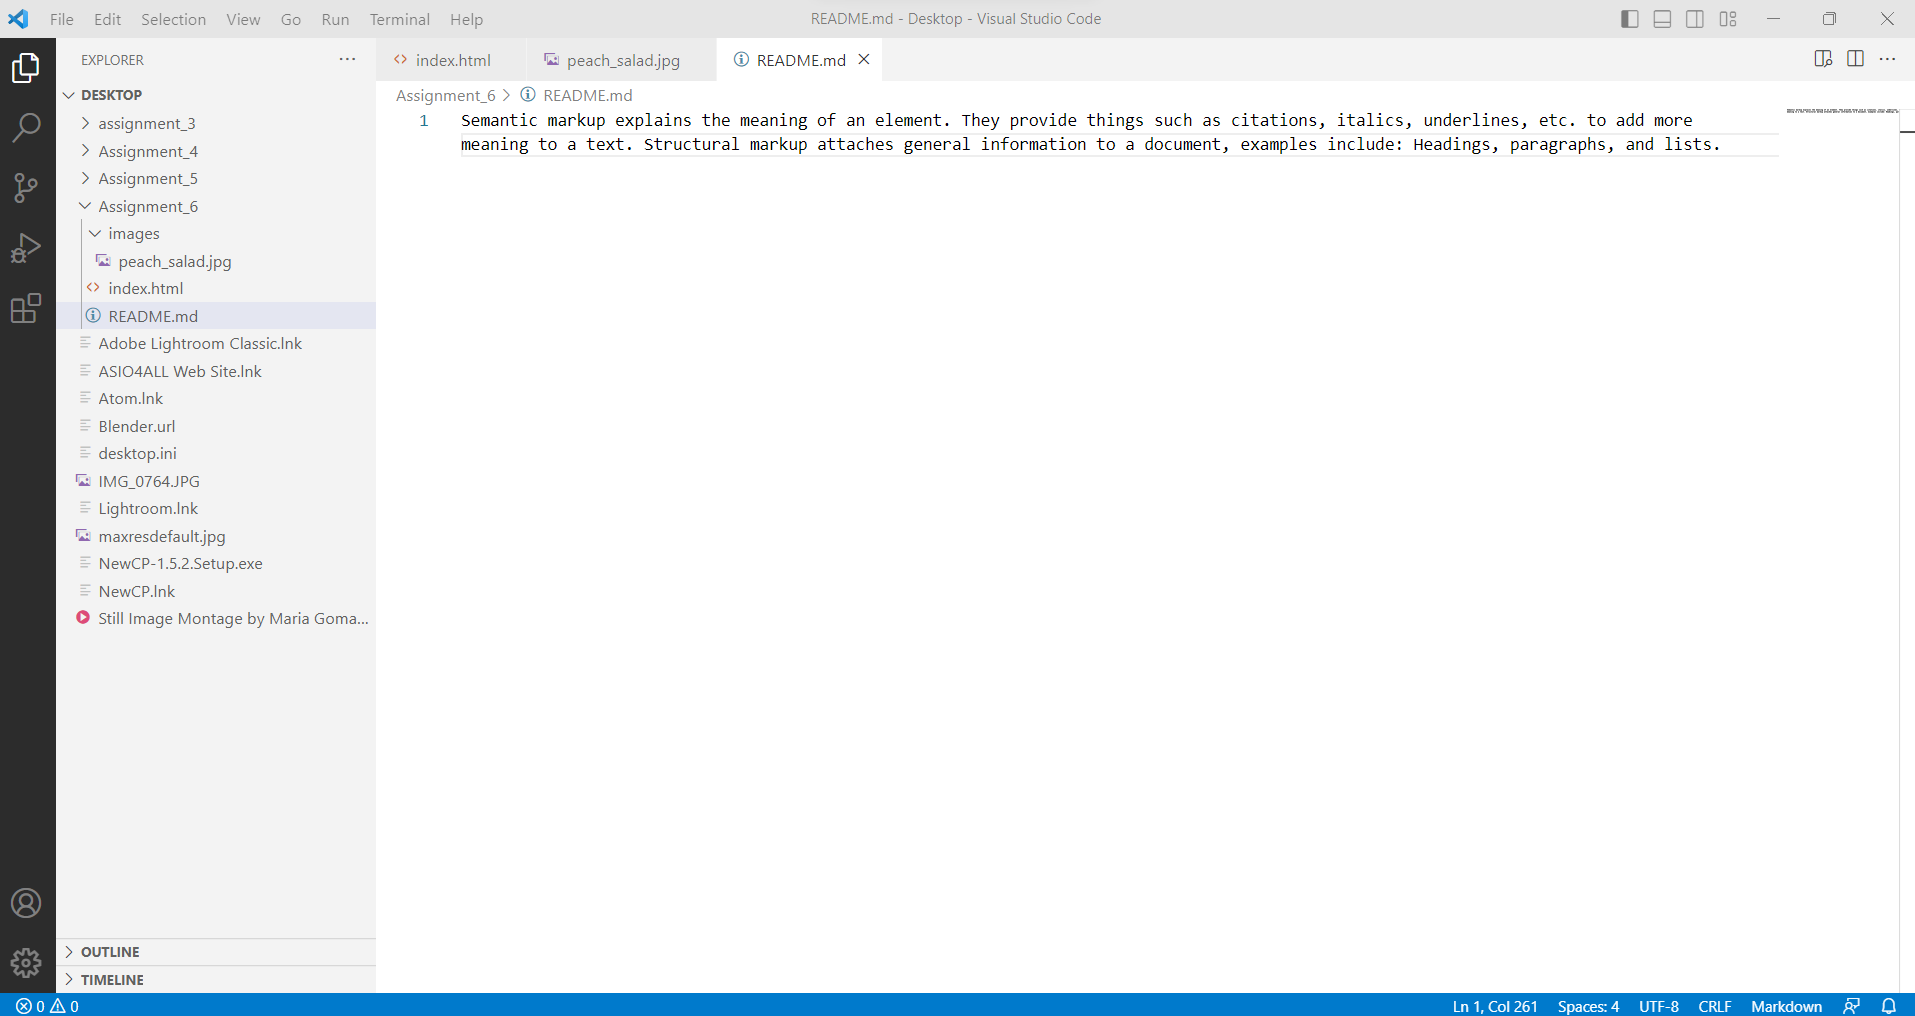 File Edit Selection View Go Run Terminal Help
README.md - Desktop - Visual Studio Code
EXPLORER
DESKTOP
assignment_3
Assignment_4
Assignment_5
Assignment_6
images
peach_salad.jpg
index.html
README.md
Adobe Lightroom Classic.lnk
ASIO4ALL Web Site.lnk
Atom.lnk
Blender.url
desktop.ini
IMG_0764.JPG
Lightroom.lnk
maxresdefault.jpg
NewCP-1.5.2.Setup.exe
NewCP.lnk
Still Image Montage by Maria Goma...
OUTLINE
TIMELINE
index.html peach_salad.jpg README.md
Assignment_6 > README.md
1 Semantic markup explains the meaning of an element. They provide things such as citations, italics, underlines, etc. to add more
meaning to a text. Structural markup attaches general information to a document, examples include: Headings, paragraphs, and lists.
0 0 Ln 1, Col 261 Spaces: 4 UTF-8 CRLF Markdown